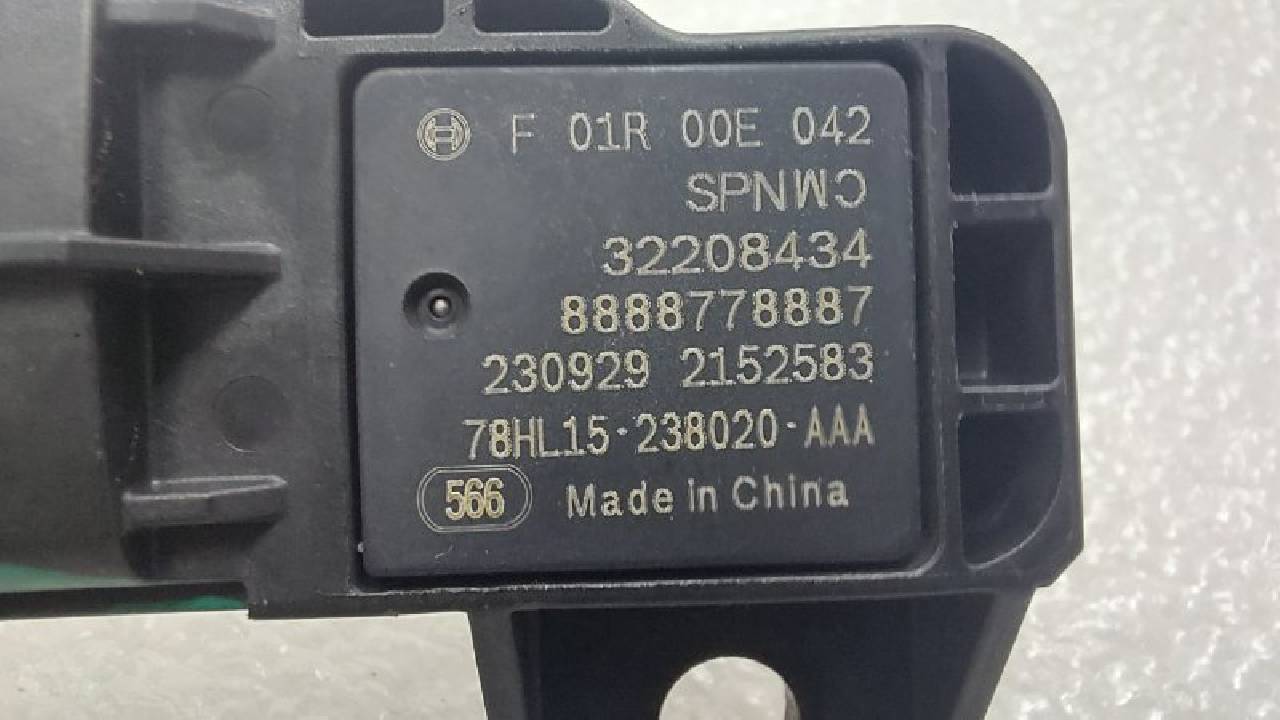 F 01R 00E 042
SPNWC
32208434
8888778887
230929 2152583
78HL15-238020-AAA
566 Made in China